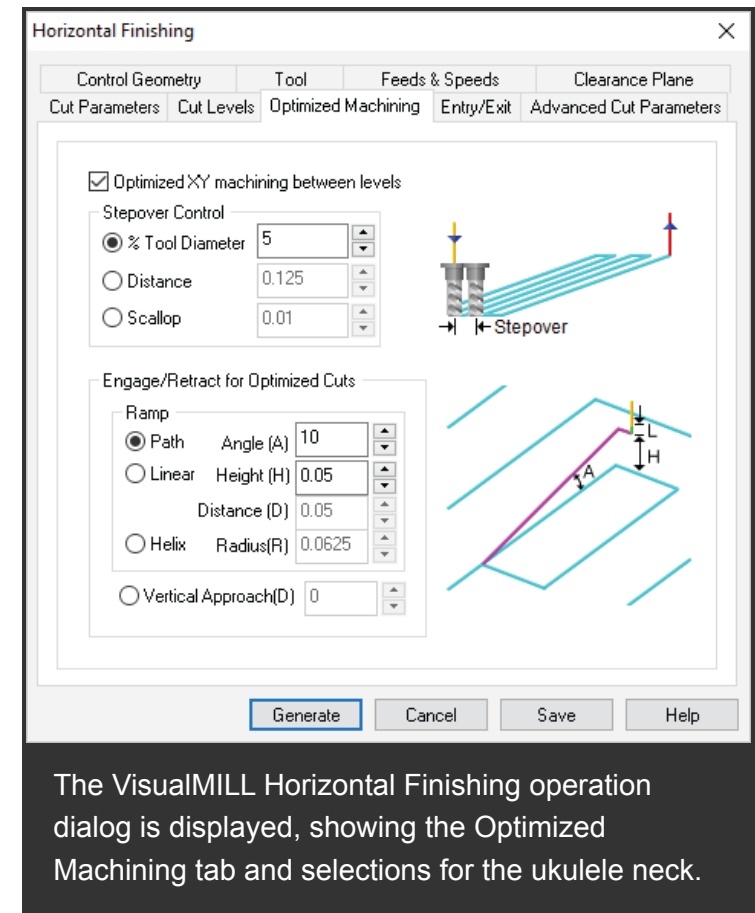 Horizontal Finishing
Control Geometry Tool Feeds & Speeds Clearance Plane
Cut Parameters Cut Levels Optimized Machining Entry/Exit Advanced Cut Parameters
Optimized XY machining between levels
Stepover Control
% Tool Diameter 5
Distance 0.125
Scallop 0.01
Stepover
Engage/Retract for Optimized Cuts
Ramp
Path Angle (A) 10
Linear Height (H) 0.05
Distance (D) 0.05
Helix Radius(R) 0.0625
Vertical Approach(D) 0
L
H
A
Generate Cancel Save Help
The VisualMILL Horizontal Finishing operation
dialog is displayed, showing the Optimized
Machining tab and selections for the ukulele neck.